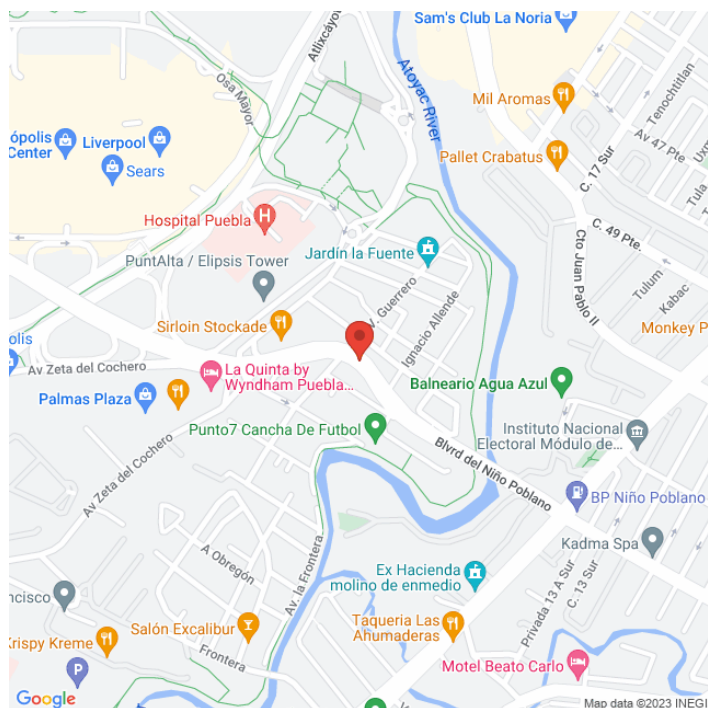 Sam's Club La Noria
Atlixcáyotl
Osa Mayor
Atoyac River
Mil Aromas
Tenochtitlan
Av 47 Pte
Uxm
Tula
Tula
C. 17 Sur
Pallet Crabatus
ópolis
Center
Liverpool
Sears
Hospital Puebla
C. 49 Pte.
Cto Juan Pablo II
Jardín la Fuente
PuntAlta / Elipsis Tower
V. Guerrero
Ignacio Allende
Tulum
Kabac
Sirloin Stockade
Monkey P
olis
Av Zeta del Cochero
La Quinta by
Wyndham Puebla...
Palmas Plaza
Balneario Agua Azul
Punto7 Cancha De Futbol
Instituto Nacional
Electoral Módulo de...
Blvrd del Niño Poblano
Av Zeta del Cochero
BP Niño Poblano
Kadma Spa
A Obregón
Av. la Frontera
Ex Hacienda
molino de enmedio
Privada 13 A Sur
C. 13 Sur
ncisco
Salón Excalibur
Taqueria Las
Ahumaderas
Krispy Kreme
Frontera
Motel Beato Carlo
P
Google
Map data ©2023 INEGI